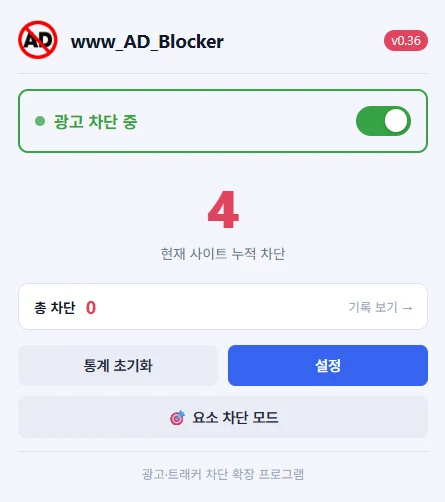 AD
www_AD_Blocker
v0.36
광고 차단 중
4
현재 사이트 누적 차단
총 차단 0
기록 보기 →
통계 초기화
설정
🎯 요소 차단 모드
광고·트래커 차단 확장 프로그램